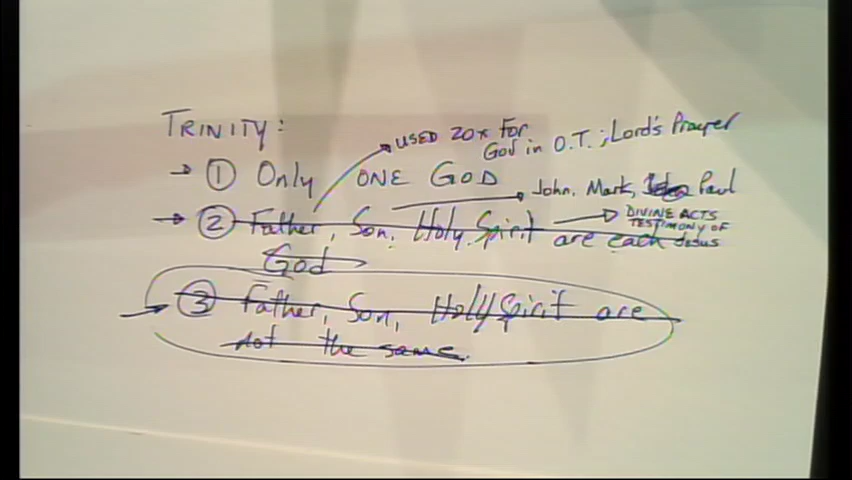 TRINITY:
USED 20x For
God in O.T.; Lord's Prayer
→ ① Only ONE GOD
John, Mark, Paul
→ ② Father, Son, Holy Spirit
DIVINE ACTS
TESTIMONY OF
Jesus
are each
God
→ ③ Father, Son, Holy Spirit are
not the same.